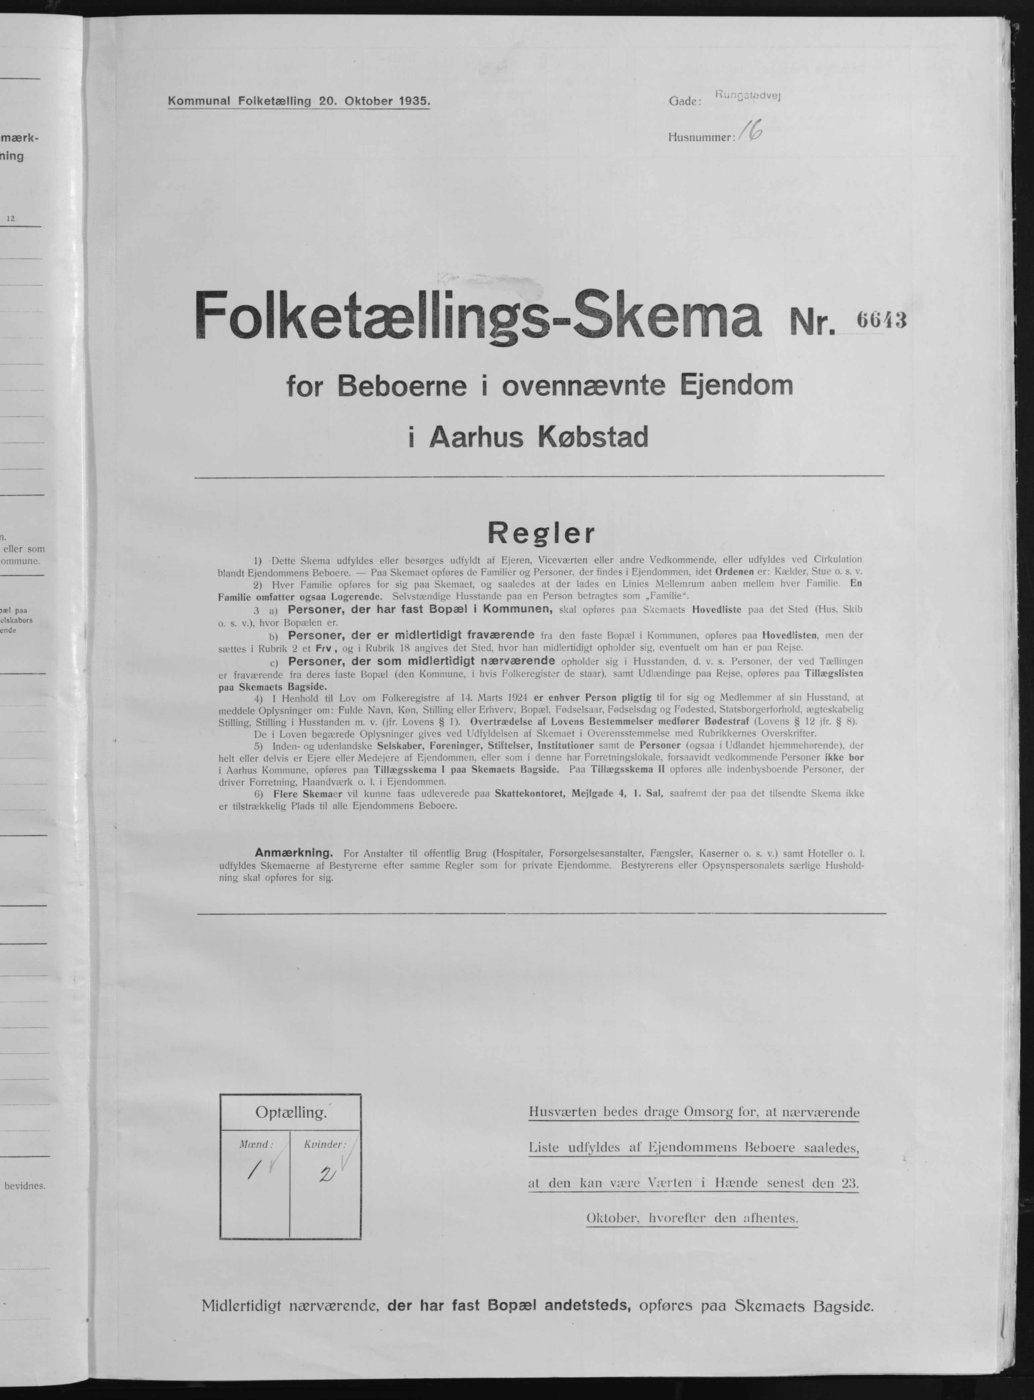 mærk-
ning
12
n.
eller som
ommune.
pæl paa
elskabers
ende
bevidnes.
Kommunal Folketælling 20. Oktober 1935.
Gade: Rungstedvej
Husnummer: 16
Folketællings-Skema Nr. 6643
for Beboerne i ovennævnte Ejendom
i Aarhus Købstad
Regler
1) Dette Skema udfyldes eller besørges udfyldt af Ejeren, Viceværten eller andre Vedkommende, eller udfyldes ved Cirkulation
blandt Ejendommens Beboere. — Paa Skemaet opføres de Familier og Personer, der findes i Ejendommen, idet Ordenen er: Kælder, Stue o. s. v.
2) Hver Familie opføres for sig paa Skemaet, og saaledes at der lades en Linies Mellemrum aaben mellem hver Familie. En
Familie omfatter ogsaa Logerende. Selvstændige Husstande paa en Person betragtes som „Familie“.
3 a) Personer, der har fast Bopæl i Kommunen, skal opføres paa Skemaets Hovedliste paa det Sted (Hus, Skib
o. s. v.), hvor Bopælen er.
b) Personer, der er midlertidigt fraværende fra den faste Bopæl i Kommunen, opføres paa Hovedlisten, men der
sættes i Rubrik 2 et Frv, og i Rubrik 18 angives det Sted, hvor han midlertidigt opholder sig, eventuelt om han er paa Rejse.
c) Personer, der som midlertidigt nærværende opholder sig i Husstanden, d. v. s. Personer, der ved Tællingen
er fraværende fra deres faste Bopæl (den Kommune, i hvis Folkeregister de staar), samt Udlændinge paa Rejse, opføres paa Tillægslisten
paa Skemaets Bagside.
4) I Henhold til Lov om Folkeregistre af 14. Marts 1924 er enhver Person pligtig til for sig og Medlemmer af sin Husstand, at
meddele Oplysninger om: Fulde Navn, Køn, Stilling eller Erhverv, Bopæl, Fødselsaar, Fødselsdag og Fødested, Statsborgerforhold, ægteskabelig
Stilling, Stilling i Husstanden m. v. (jfr. Lovens § 1). Overtrædelse af Lovens Bestemmelser medfører Bødestraf (Lovens § 12 jfr. § 8).
De i Loven begærede Oplysninger gives ved Udfyldelsen af Skemaet i Overensstemmelse med Rubrikkernes Overskrifter.
5) Inden- og udenlandske Selskaber, Foreninger, Stiftelser, Institutioner samt de Personer (ogsaa i Udlandet hjemmehørende), der
helt eller delvis er Ejere eller Medejere af Ejendommen, eller som i denne har Forretningslokale, forsaavidt vedkommende Personer ikke bor
i Aarhus Kommune, opføres paa Tillægsskema I paa Skemaets Bagside. Paa Tillægsskema II opføres alle indenbysboende Personer, der
driver Forretning, Haandværk o. l. i Ejendommen.
6) Flere Skemaer vil kunne faas udleverede paa Skattekontoret, Mejlgade 4, 1. Sal, saafremt der paa det tilsendte Skema ikke
er tilstrækkelig Plads til alle Ejendommens Beboere.
Anmærkning. For Anstalter til offentlig Brug (Hospitaler, Forsørgelsesanstalter, Fængsler, Kaserner o. s. v.) samt Hoteller o. l.
udfyldes Skemaerne af Bestyrerne efter samme Regler som for private Ejendomme. Bestyrerens eller Opsynspersonalets særlige Hushold-
ning skal opføres for sig.
Optælling.
Mænd: Kvinder:
1 2
Husværten bedes drage Omsorg for, at nærværende
Liste udfyldes af Ejendommens Beboere saaledes,
at den kan være Værten i Hænde senest den 23.
Oktober, hvorefter den afhentes.
Midlertidigt nærværende, der har fast Bopæl andetsteds, opføres paa Skemaets Bagside.